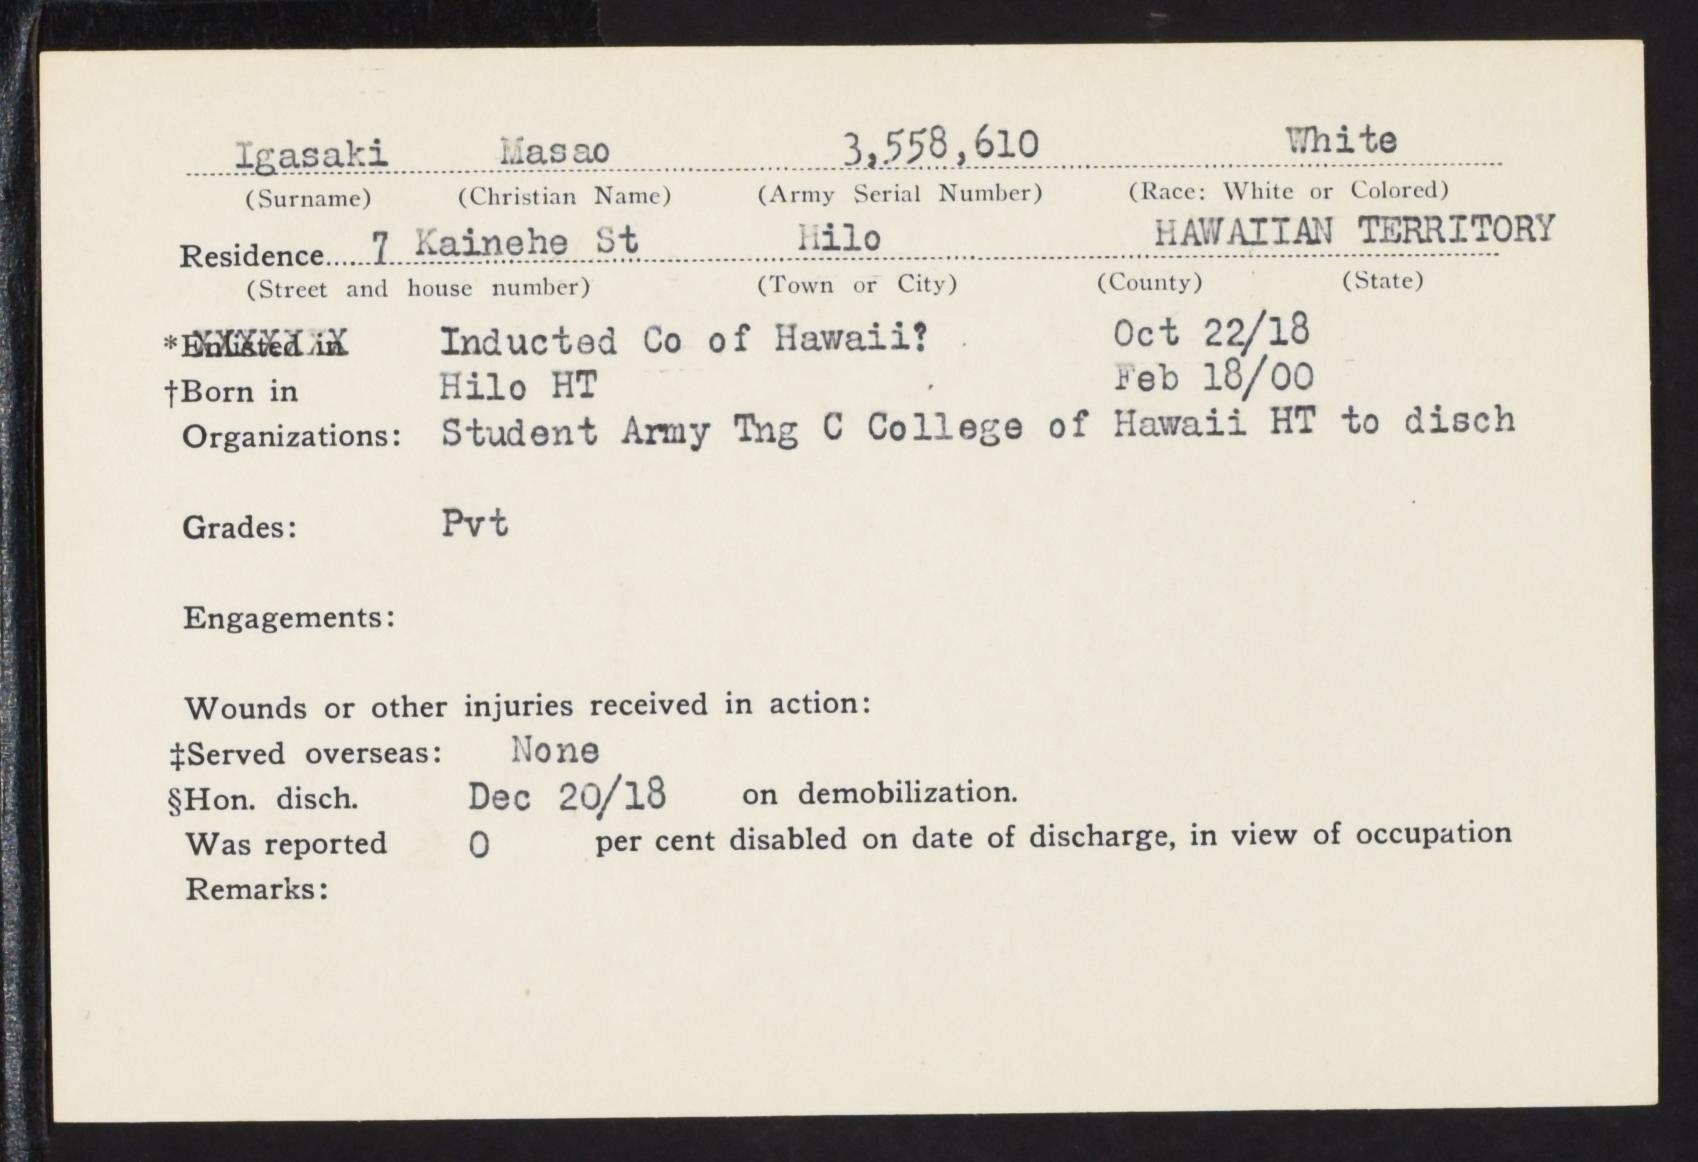 Igasaki Masao 3,558,610 White
(Surname) (Christian Name) (Army Serial Number) (Race: White or Colored)
Residence 7 Kainehe St Hilo HAWAIIAN TERRITORY
(Street and house number) (Town or City) (County) (State)
*Enlisted in Inducted Co of Hawaii? Oct 22/18
†Born in Hilo HT Feb 18/00
Organizations: Student Army Tng C College of Hawaii HT to disch
Grades: Pvt
Engagements:
Wounds or other injuries received in action:
‡Served overseas: None
§Hon. disch. Dec 20/18 on demobilization.
Was reported 0 per cent disabled on date of discharge, in view of occupation
Remarks: